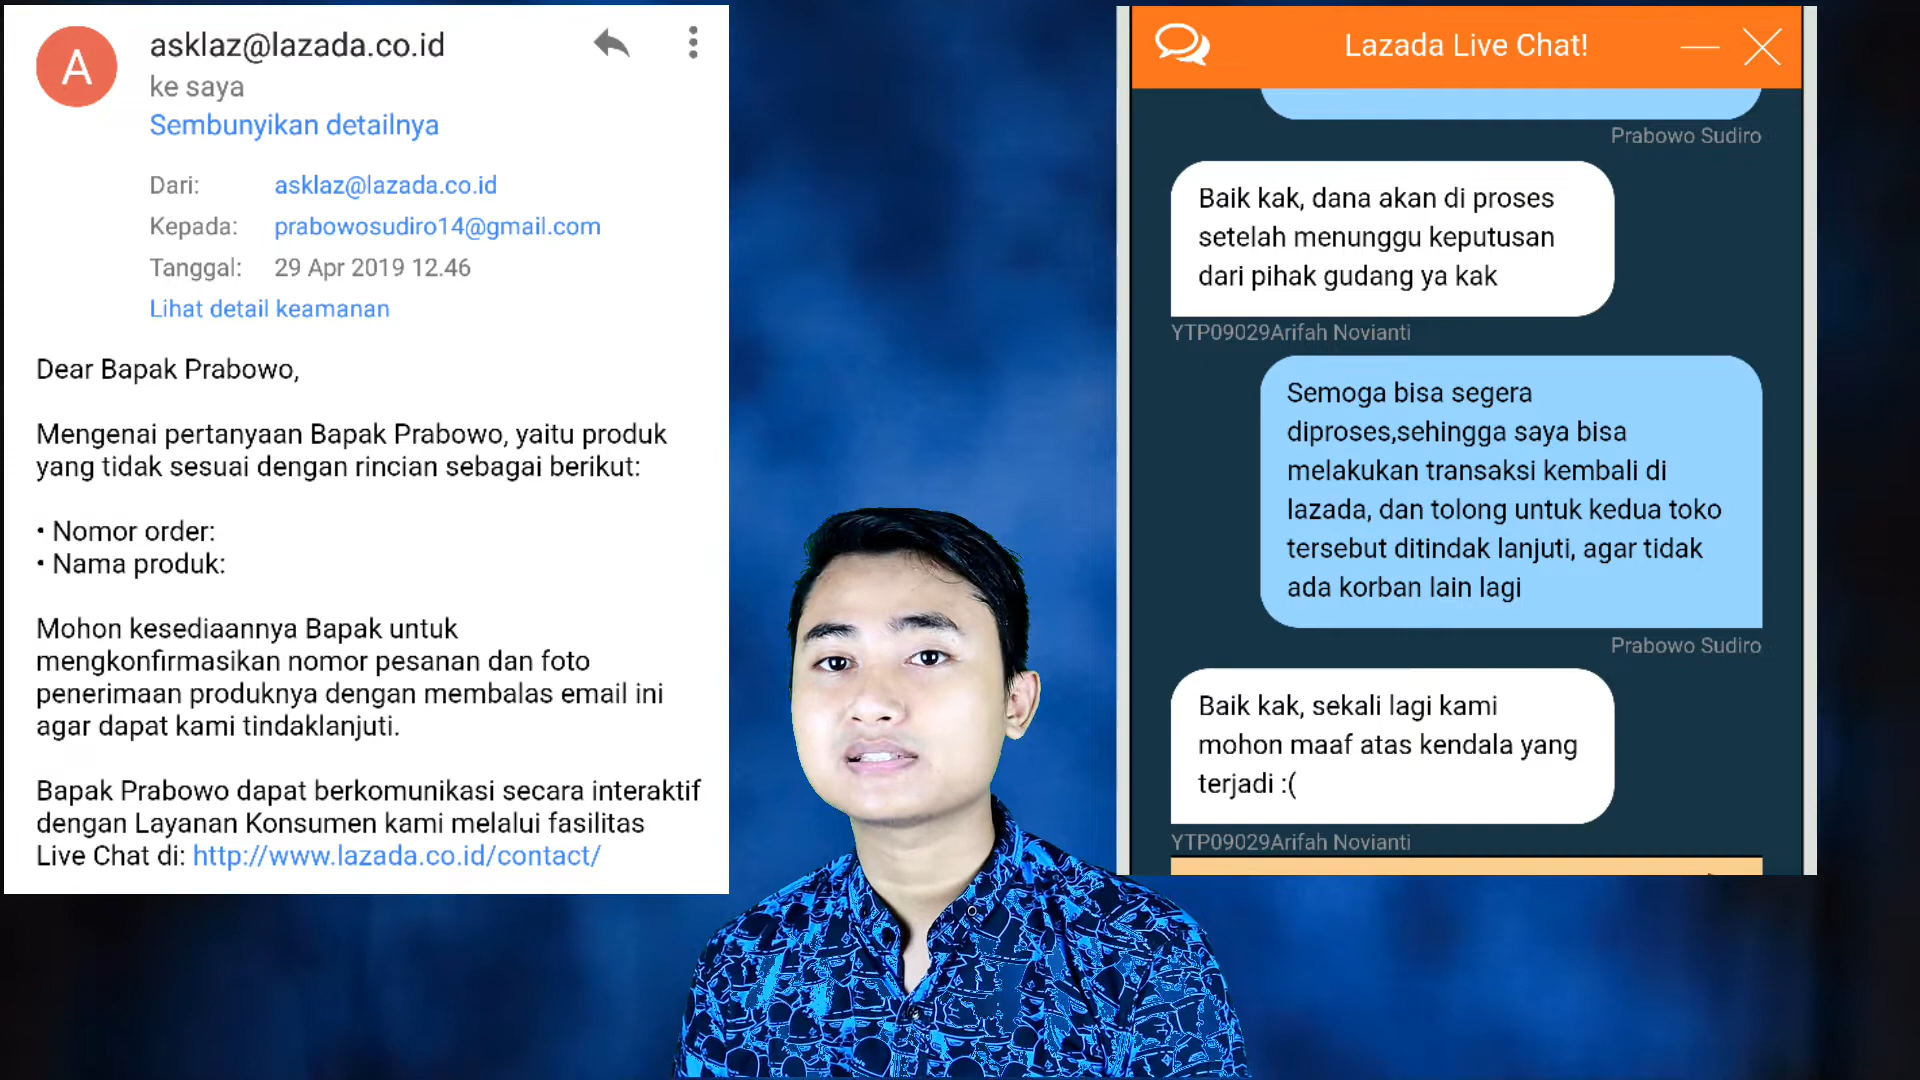 A
asklaz@lazada.co.id
ke saya
Sembunyikan detailnya
Dari: asklaz@lazada.co.id
Kepada: prabowosudiro14@gmail.com
Tanggal: 29 Apr 2019 12.46
Lihat detail keamanan
Dear Bapak Prabowo,
Mengenai pertanyaan Bapak Prabowo, yaitu produk
yang tidak sesuai dengan rincian sebagai berikut:
• Nomor order:
• Nama produk:
Mohon kesediaannya Bapak untuk
mengkonfirmasikan nomor pesanan dan foto
penerimaan produknya dengan membalas email ini
agar dapat kami tindaklanjuti.
Bapak Prabowo dapat berkomunikasi secara interaktif
dengan Layanan Konsumen kami melalui fasilitas
Live Chat di: http://www.lazada.co.id/contact/
Lazada Live Chat!
Prabowo Sudiro
Baik kak, dana akan di proses
setelah menunggu keputusan
dari pihak gudang ya kak
YTP09029Arifah Novianti
Semoga bisa segera
diproses,sehingga saya bisa
melakukan transaksi kembali di
lazada, dan tolong untuk kedua toko
tersebut ditindak lanjuti, agar tidak
ada korban lain lagi
Prabowo Sudiro
Baik kak, sekali lagi kami
mohon maaf atas kendala yang
terjadi :(
YTP09029Arifah Novianti